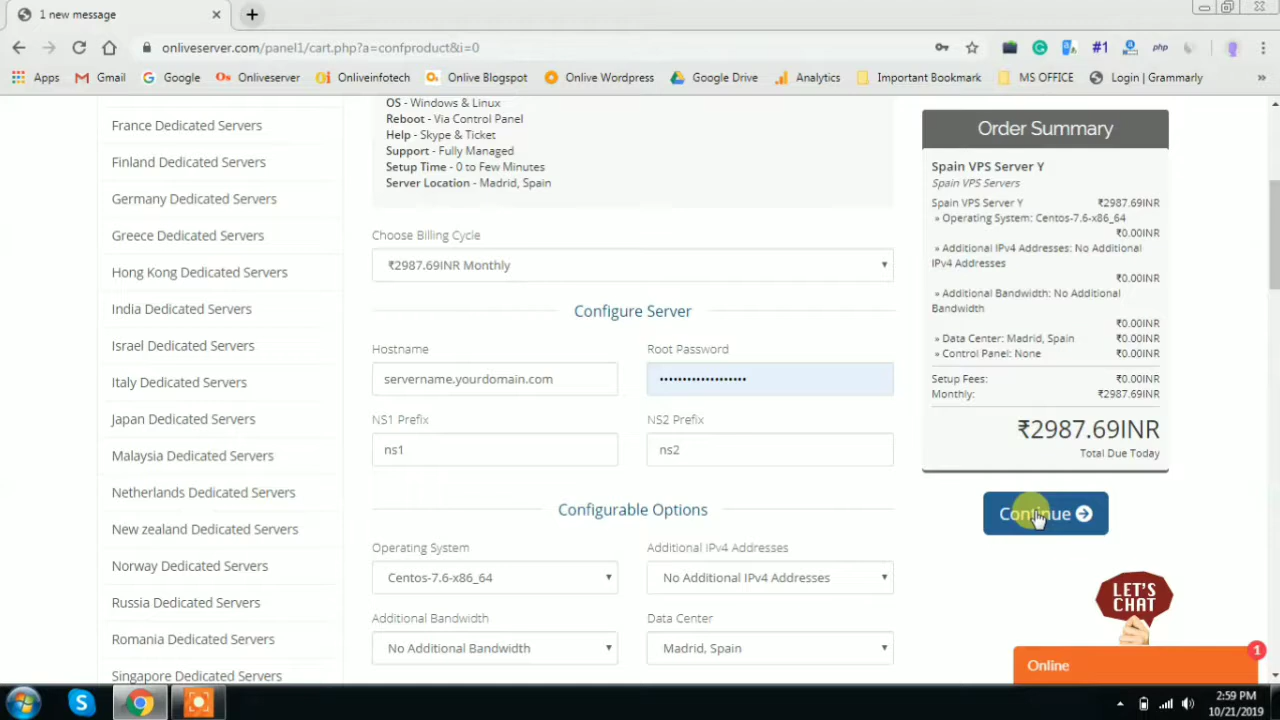 1 new message
onliveserver.com/panel1/cart.php?a=confproduct&i=0
#1
php
Apps
Gmail
Google
Onliveserver
Onliveinfotech
Online Blogspot
Onlive Wordpress
Google Drive
Analytics
Important Bookmark
MS OFFICE
Login | Grammarly
»
France Dedicated Servers
Finland Dedicated Servers
Germany Dedicated Servers
Greece Dedicated Servers
Hong Kong Dedicated Servers
India Dedicated Servers
Israel Dedicated Servers
Italy Dedicated Servers
Japan Dedicated Servers
Malaysia Dedicated Servers
Netherlands Dedicated Servers
New zealand Dedicated Servers
Norway Dedicated Servers
Russia Dedicated Servers
Romania Dedicated Servers
Singapore Dedicated Servers
OS - Windows & Linux
Reboot - Via Control Panel
Help - Skype & Ticket
Support - Fully Managed
Setup Time - 0 to Few Minutes
Server Location - Madrid, Spain
Choose Billing Cycle
₹2987.69INR Monthly
Configure Server
Hostname
Root Password
servername.yourdomain.com
•••••••••••••••••••
NS1 Prefix
NS2 Prefix
ns1
ns2
Configurable Options
Operating System
Additional IPv4 Addresses
Centos-7.6-x86_64
No Additional IPv4 Addresses
Additional Bandwidth
Data Center
No Additional Bandwidth
Madrid, Spain
Order Summary
Spain VPS Server Y
Spain VPS Servers
Spain VPS Server Y ₹2987.69INR
» Operating System: Centos-7.6-x86_64
₹0.00INR
» Additional IPv4 Addresses: No Additional
IPv4 Addresses
₹0.00INR
» Additional Bandwidth: No Additional
Bandwidth
₹0.00INR
» Data Center: Madrid, Spain ₹0.00INR
» Control Panel: None ₹0.00INR
Setup Fees: ₹0.00INR
Monthly: ₹2987.69INR
₹2987.69INR
Total Due Today
Continue
LET'S
CHAT
Online
1
2:59 PM
10/21/2019